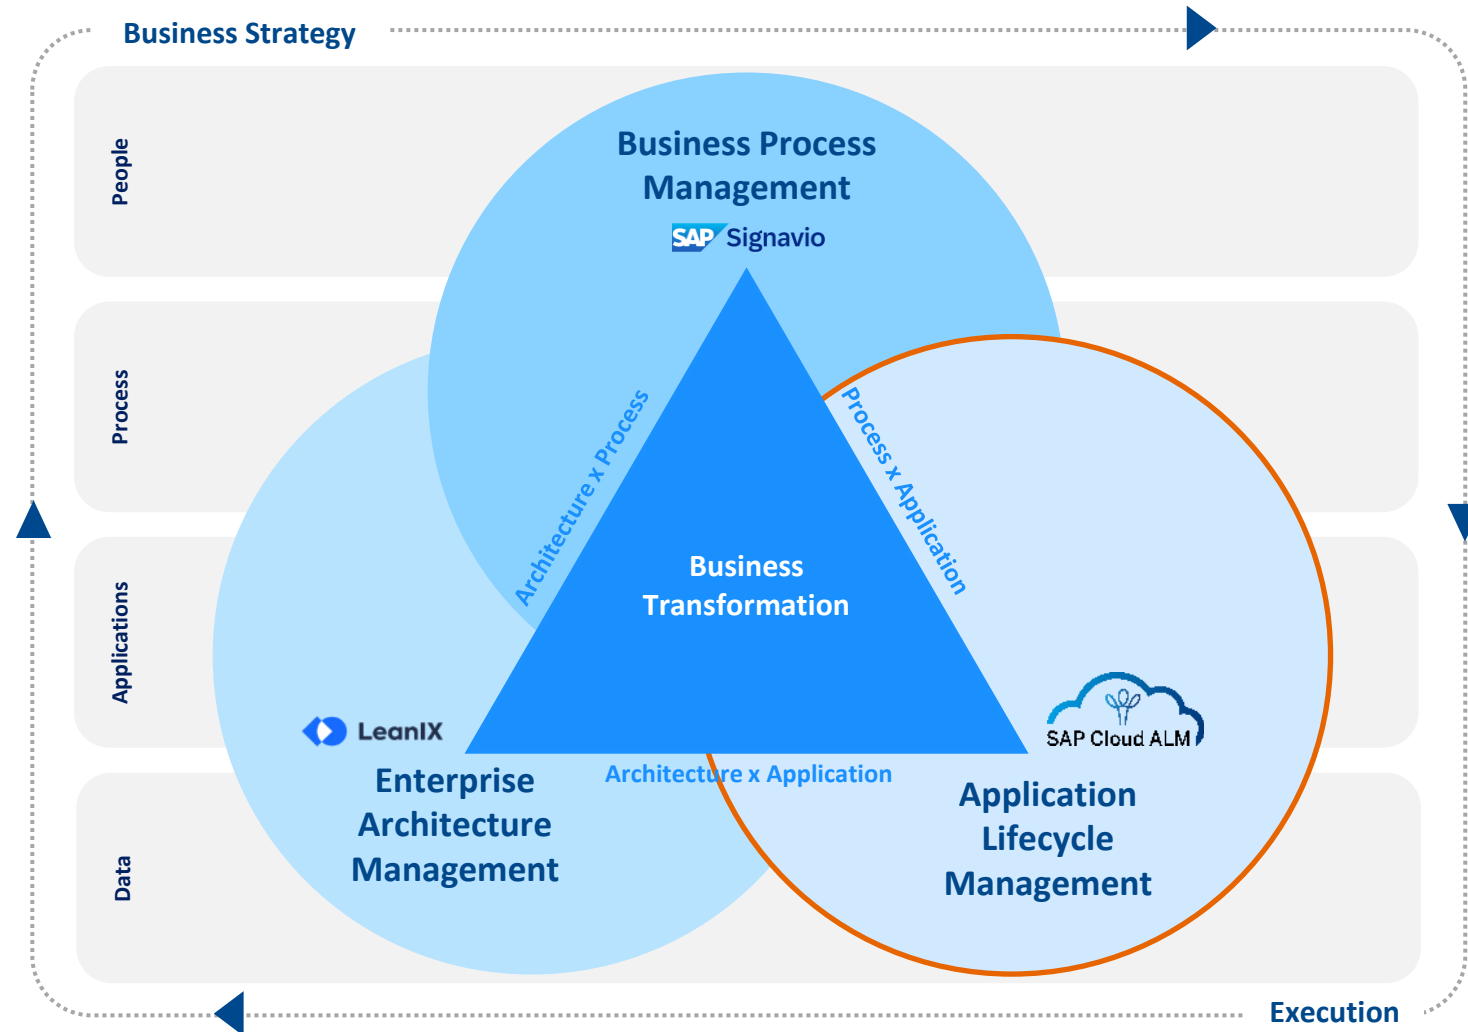 Business Strategy
People
Business Process
Management
SAP Signavio
Process
Architecture x Process
Process x Application
Applications
Business
Transformation
LeanIX
SAP Cloud ALM
Architecture x Application
Enterprise
Architecture
Management
Application
Lifecycle
Management
Data
Execution